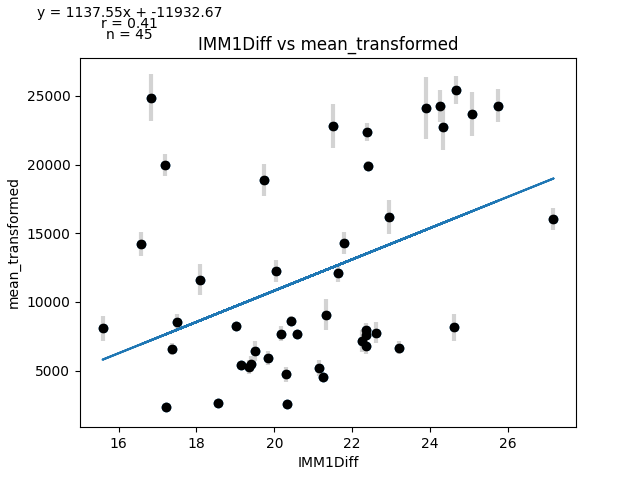 y = 1137.55x + -11932.67
r = 0.41
n = 45
IMM1Diff vs mean_transformed
mean_transformed
25000
20000
15000
10000
5000
16 18 20 22 24 26
IMM1Diff